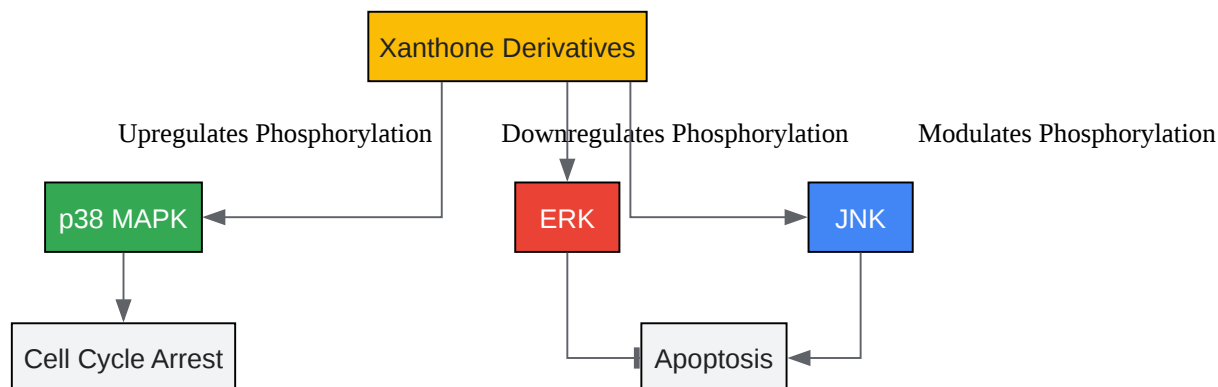 Xanthone Derivatives
Upregulates Phosphorylation
Downregulates Phosphorylation
Modulates Phosphorylation
p38 MAPK
ERK
JNK
Cell Cycle Arrest
Apoptosis